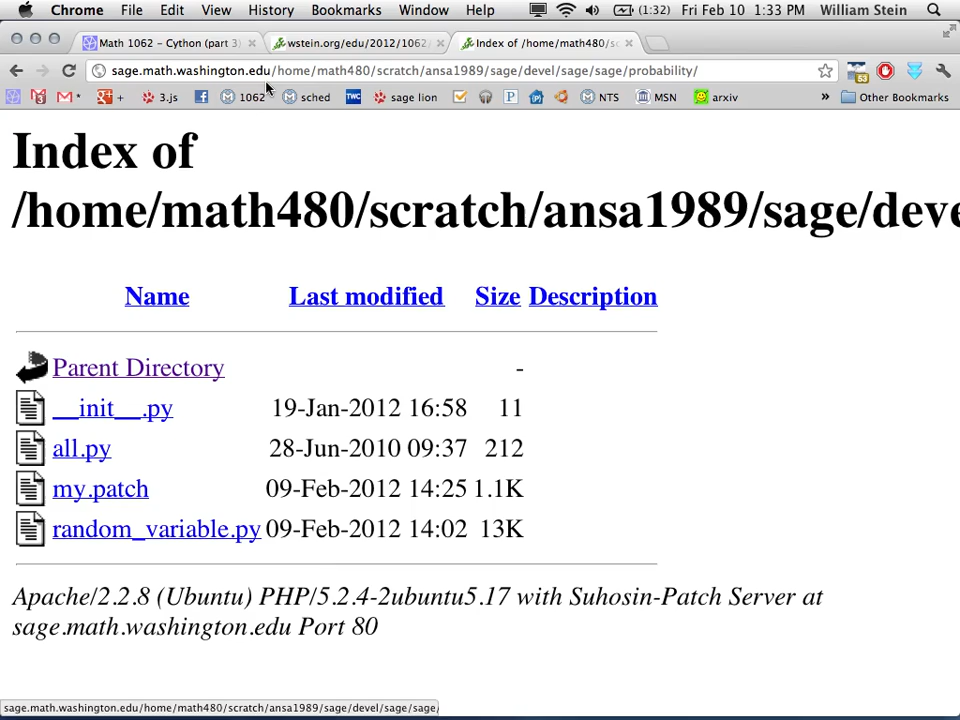 Chrome File Edit View History Bookmarks Window Help (1:32) Fri Feb 10 1:33 PM William Stein
Math 1062 - Cython (part 3) wstein.org/edu/2012/1062/ Index of /home/math480/sc
sage.math.washington.edu/home/math480/scratch/ansa1989/sage/devel/sage/sage/probability/
+ 3.js 1062 sched TWC sage lion P NTS MSN arxiv » Other Bookmarks
Index of
/home/math480/scratch/ansa1989/sage/deve
Name Last modified Size Description
Parent Directory -
__init__.py 19-Jan-2012 16:58 11
all.py 28-Jun-2010 09:37 212
my.patch 09-Feb-2012 14:25 1.1K
random_variable.py 09-Feb-2012 14:02 13K
Apache/2.2.8 (Ubuntu) PHP/5.2.4-2ubuntu5.17 with Suhosin-Patch Server at
sage.math.washington.edu Port 80
sage.math.washington.edu/home/math480/scratch/ansa1989/sage/devel/sage/sage/